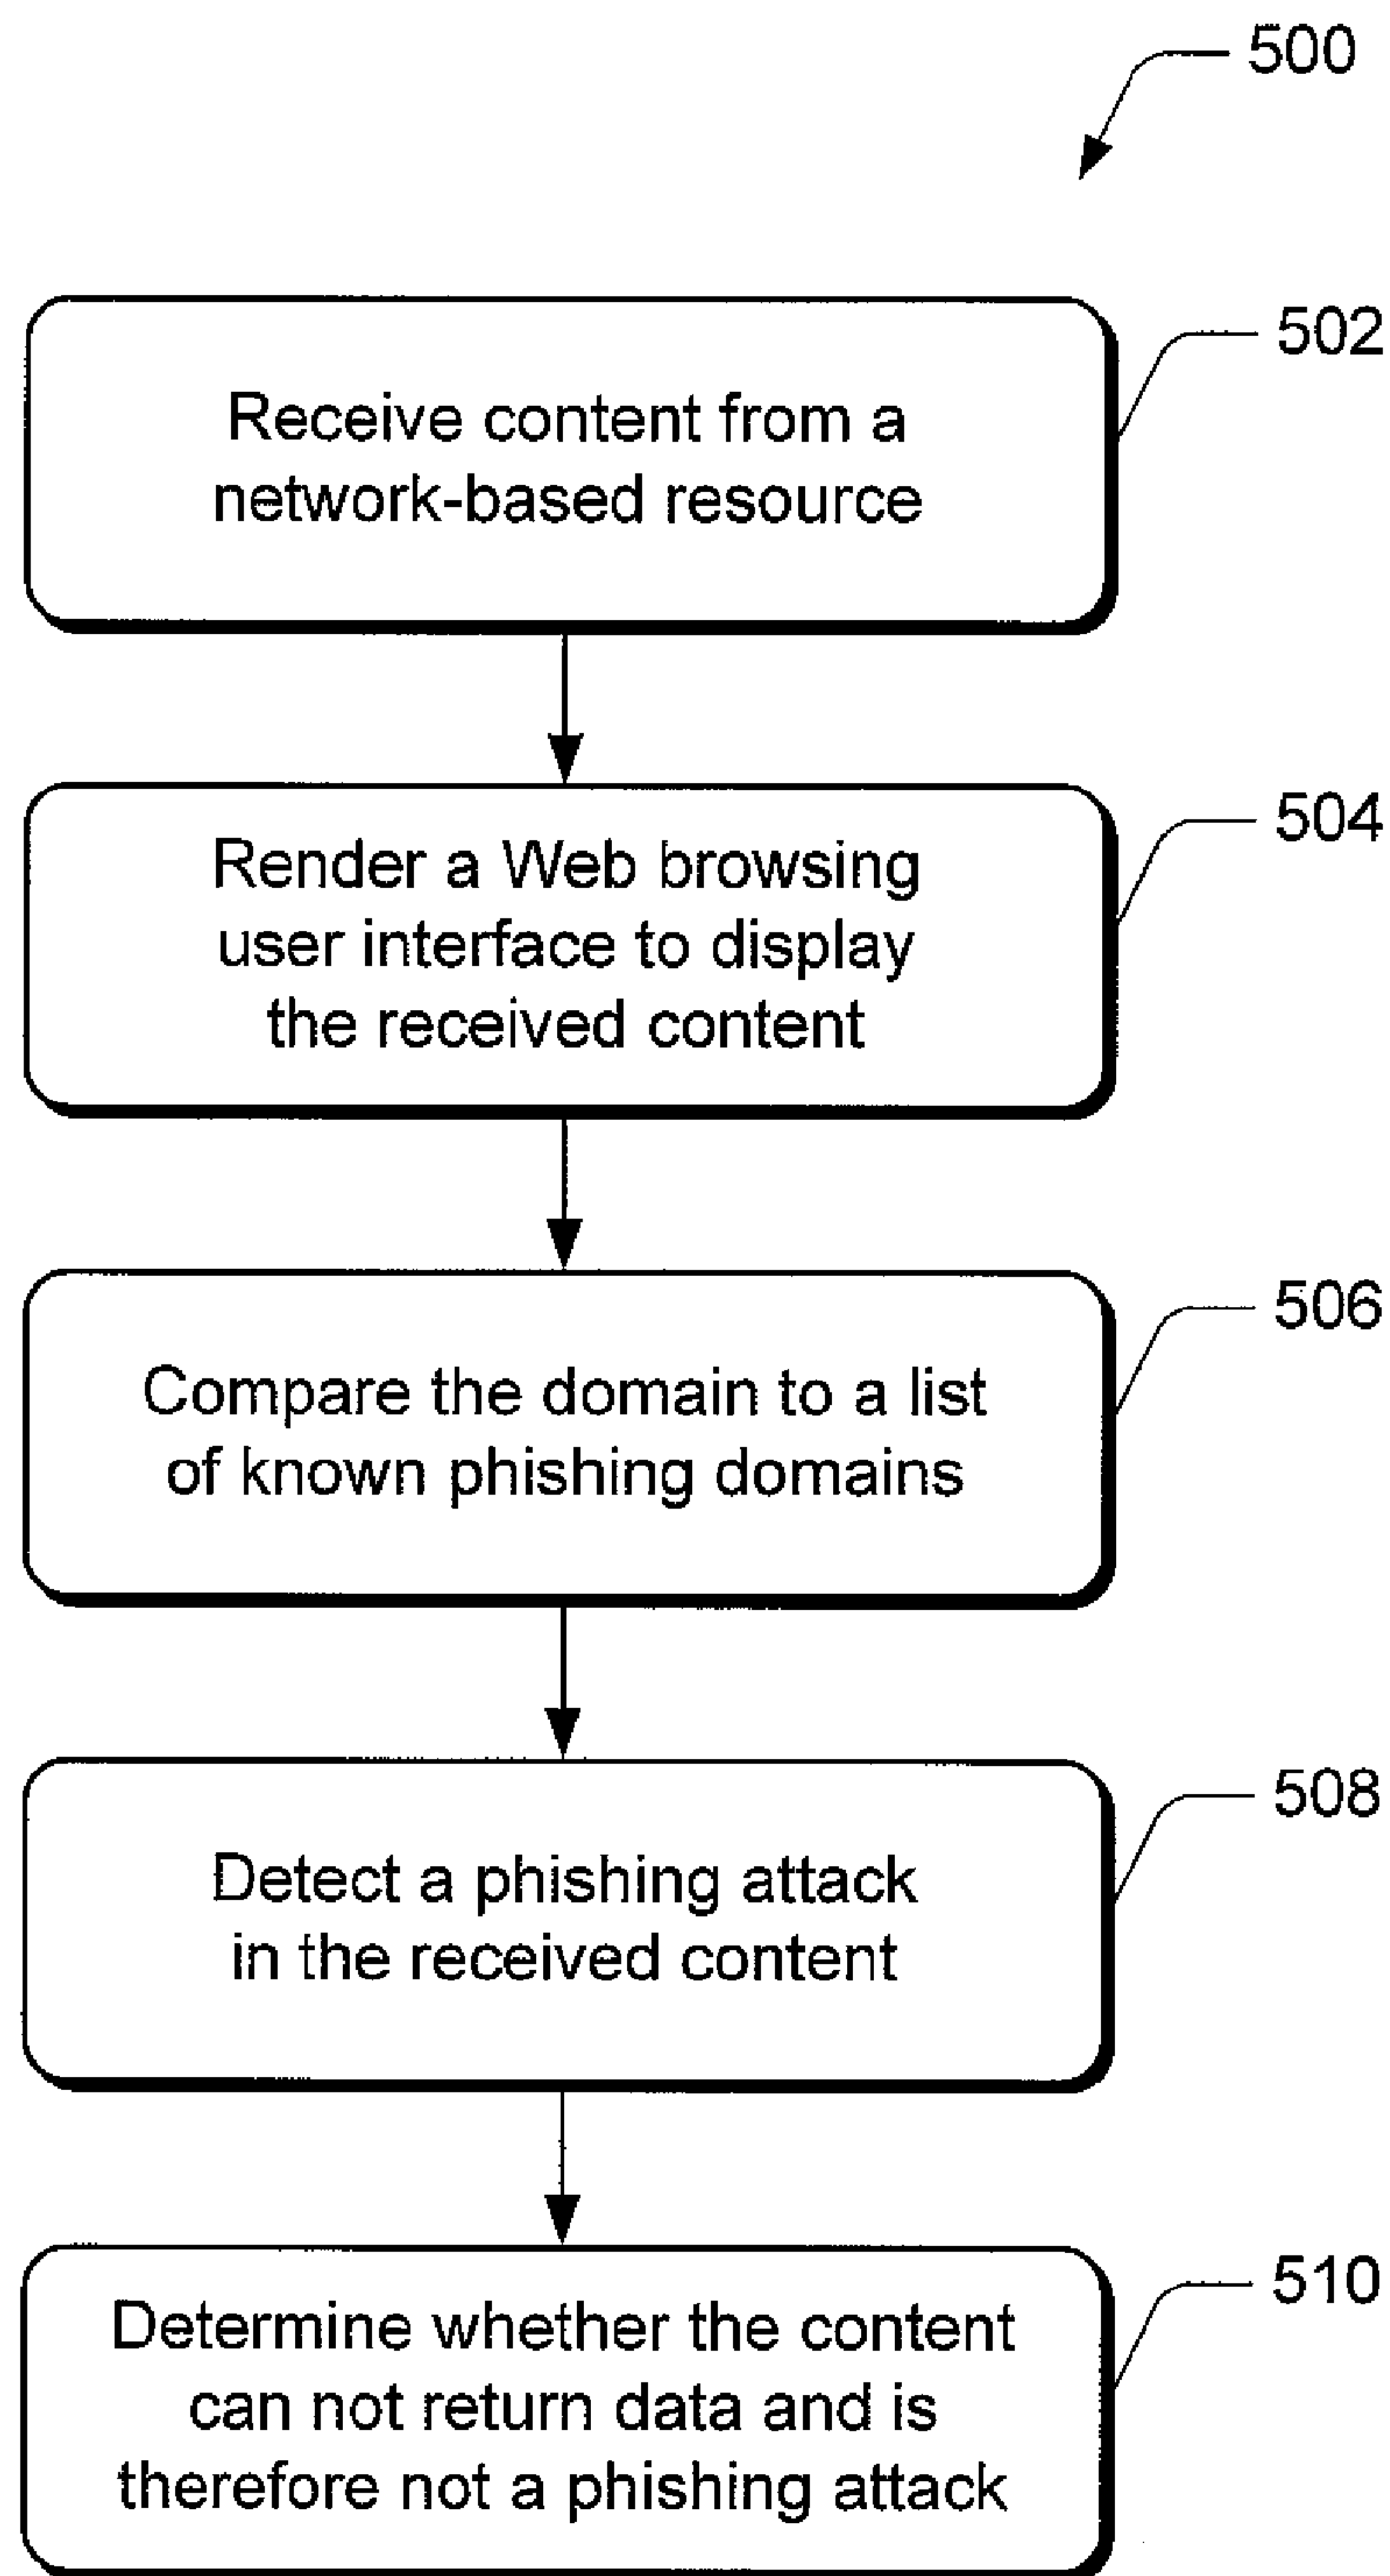 500
502
Receive content from a
network-based resource
504
Render a Web browsing
user interface to display
the received content
506
Compare the domain to a list
of known phishing domains
508
Detect a phishing attack
in the received content
510
Determine whether the content
can not return data and is
therefore not a phishing attack